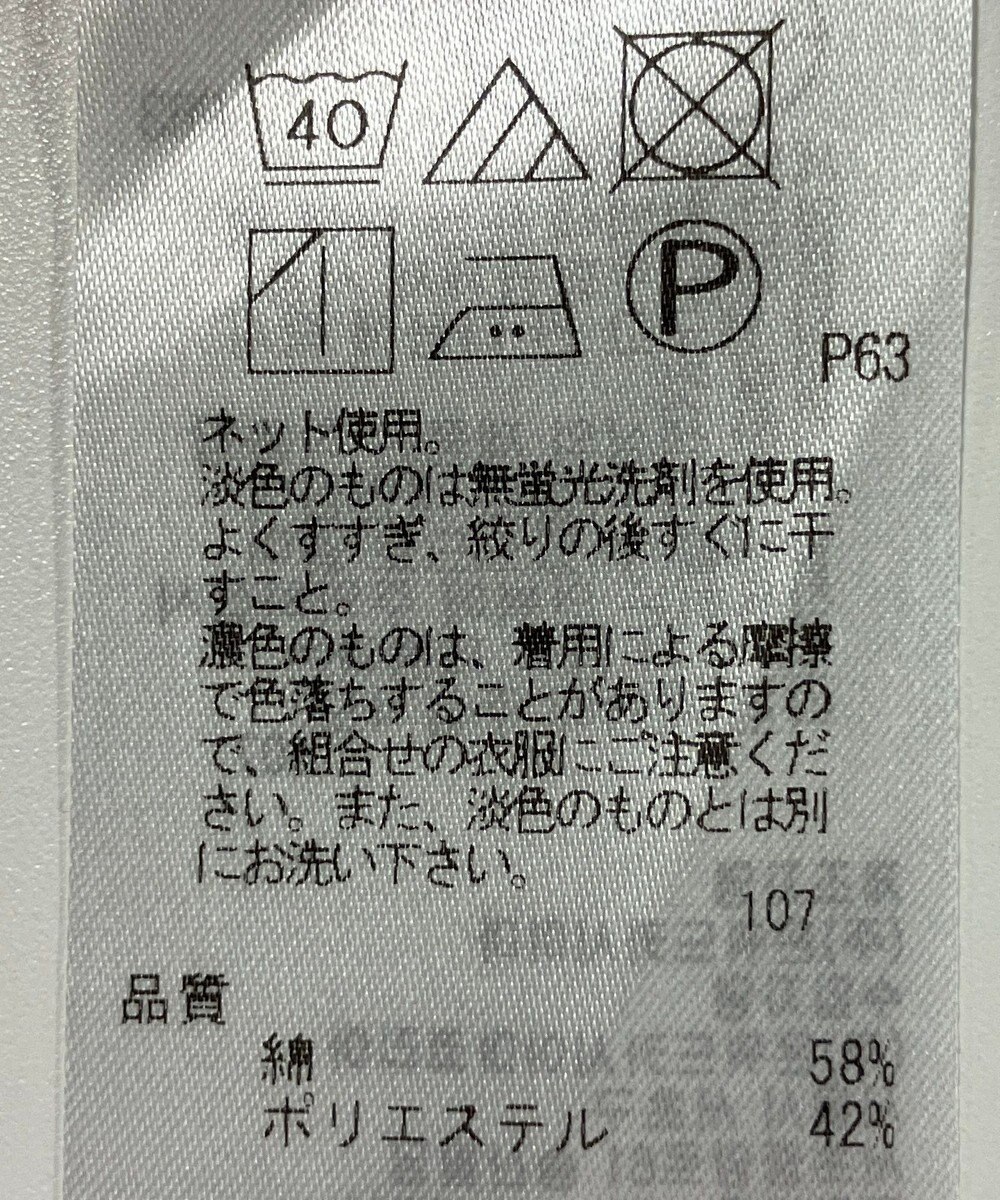 40
P
P63
ネット使用。
淡色のものは無蛍光洗剤を使用。
よくすすぎ、絞りの後すぐに干
すこと。
濃色のものは、着用による摩擦
で色落ちすることがありますの
で、組合せの衣服にご注意くだ
さい。また、淡色のものとは別
にお洗い下さい。
107
品質
綿 58%
ポリエステル 42%